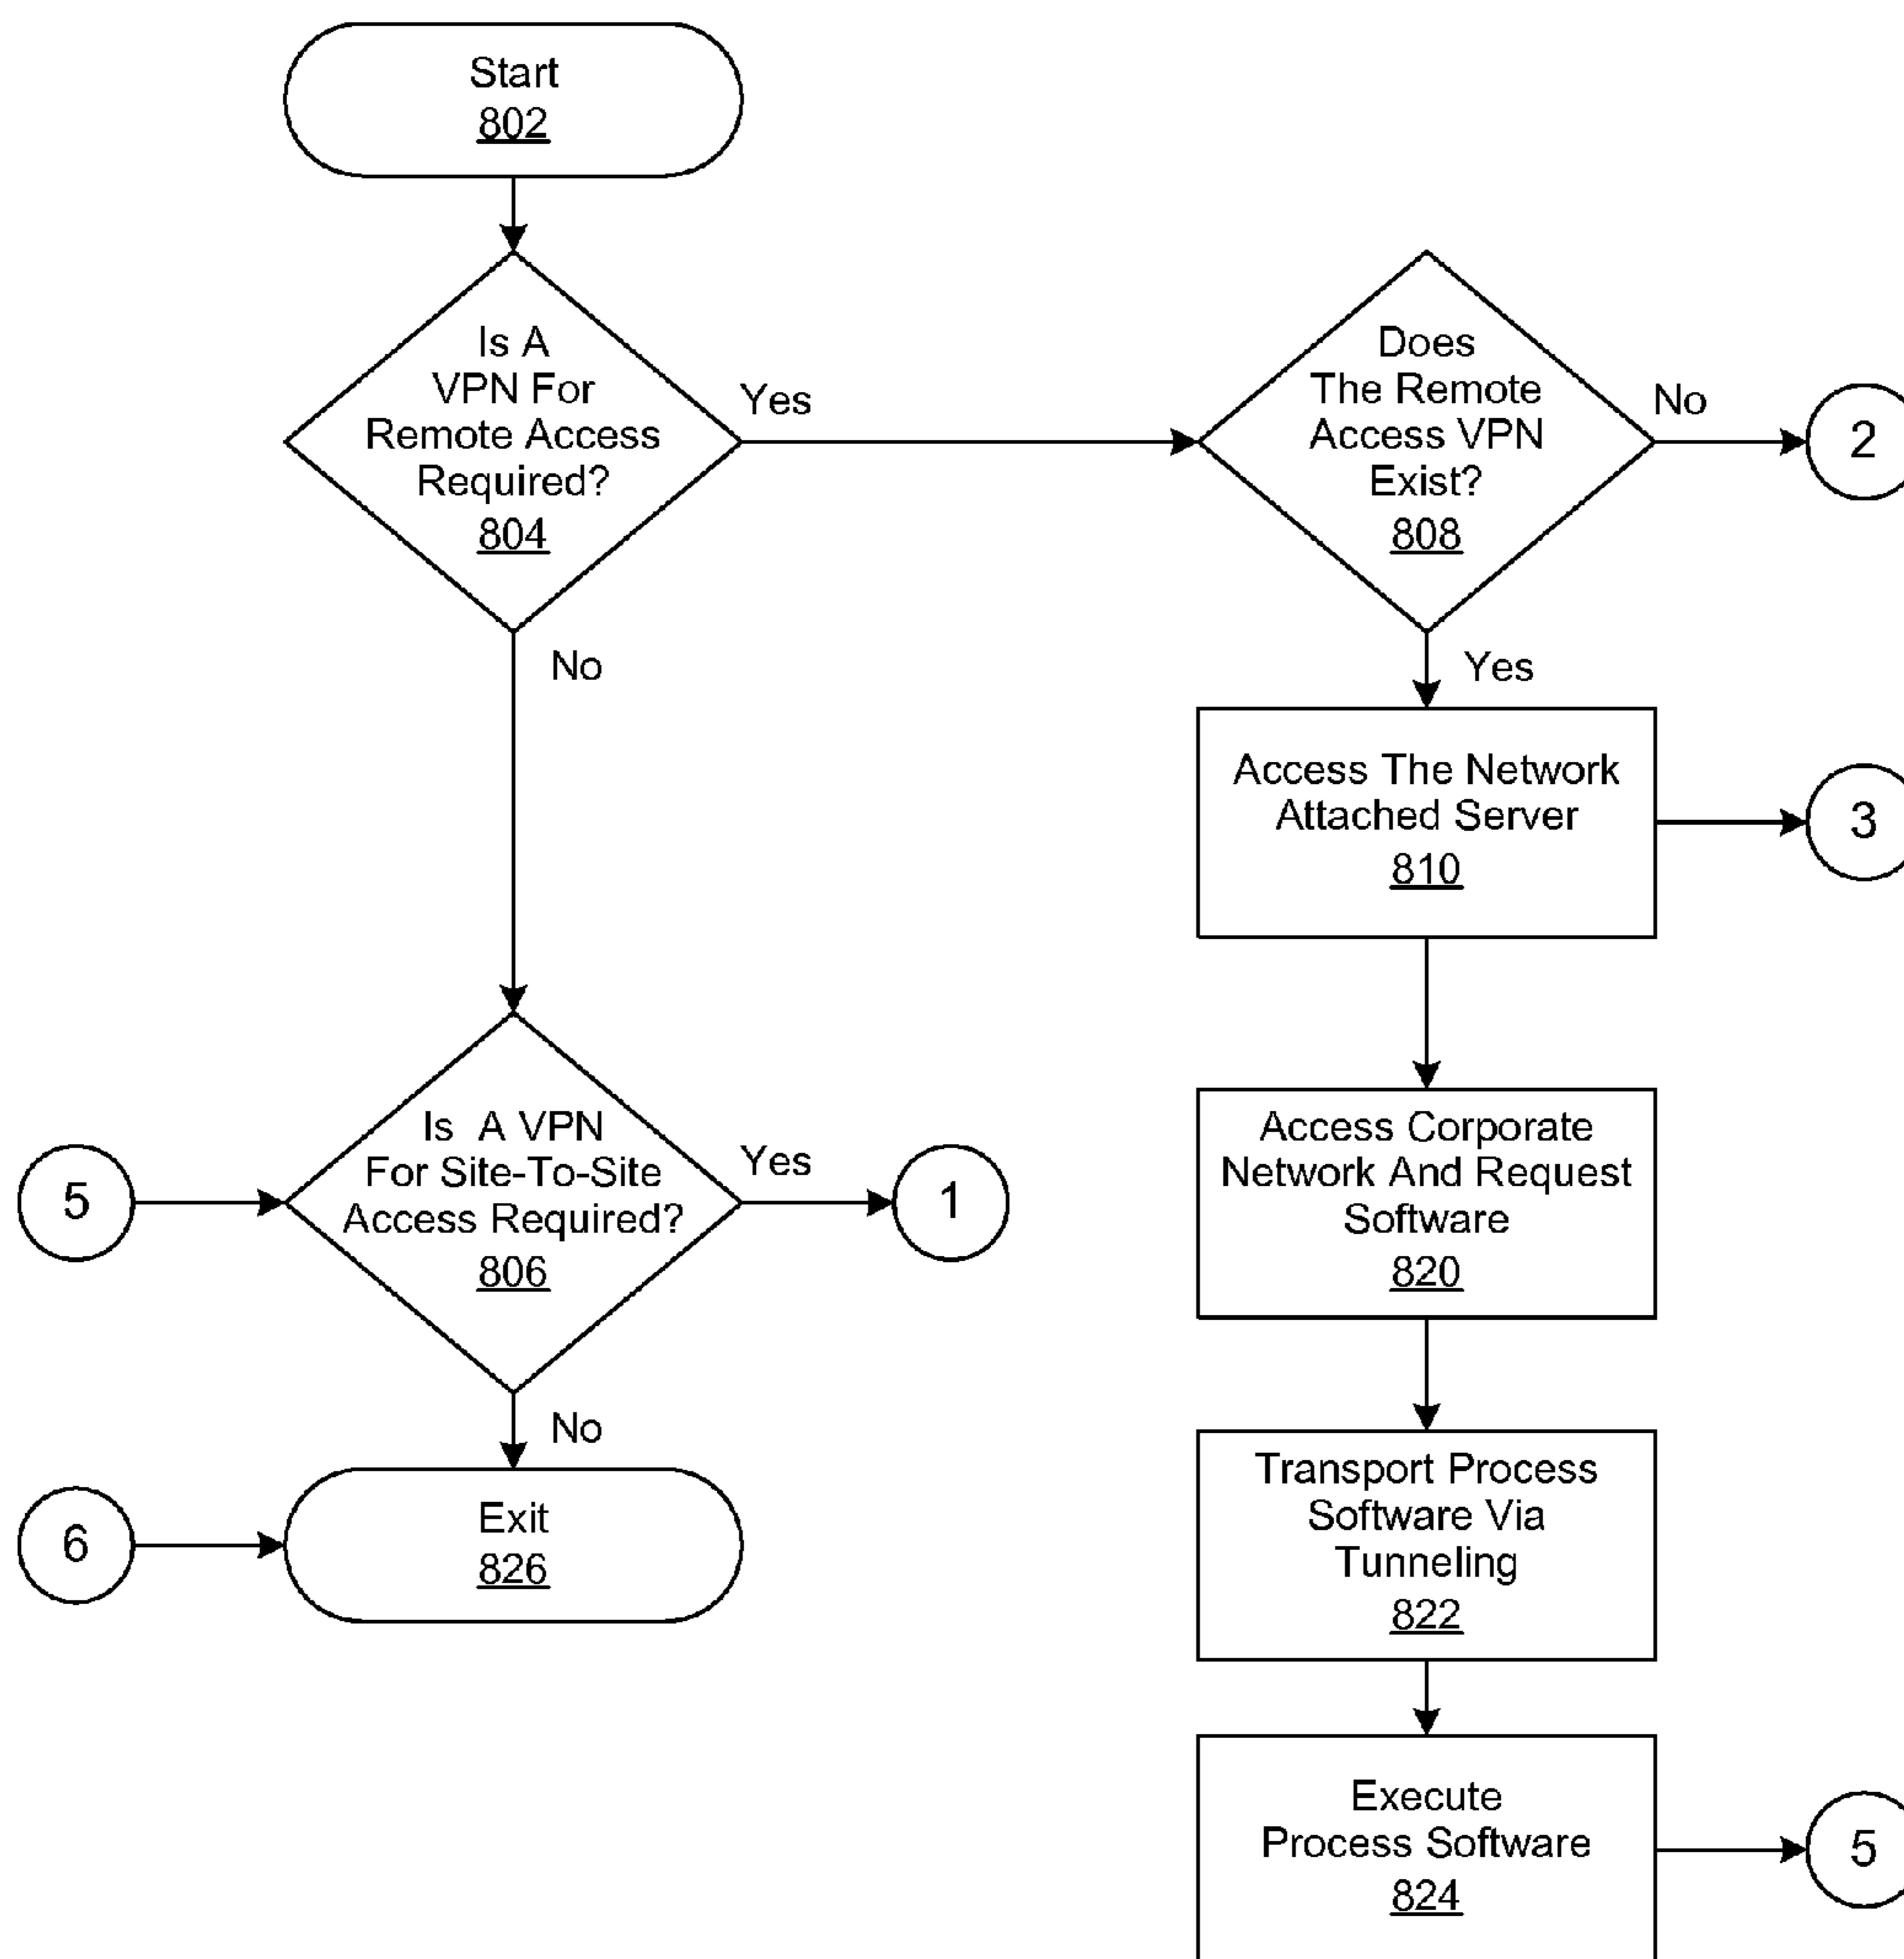 Start
802
Is A
VPN For
Remote Access
Required?
804
Yes
No
Does
The Remote
Access VPN
Exist?
808
No
2
Yes
Access The Network
Attached Server
810
3
5
Is A VPN
For Site-To-Site
Access Required?
806
Yes
1
No
Access Corporate
Network And Request
Software
820
6
Exit
826
Transport Process
Software Via
Tunneling
822
Execute
Process Software
824
5